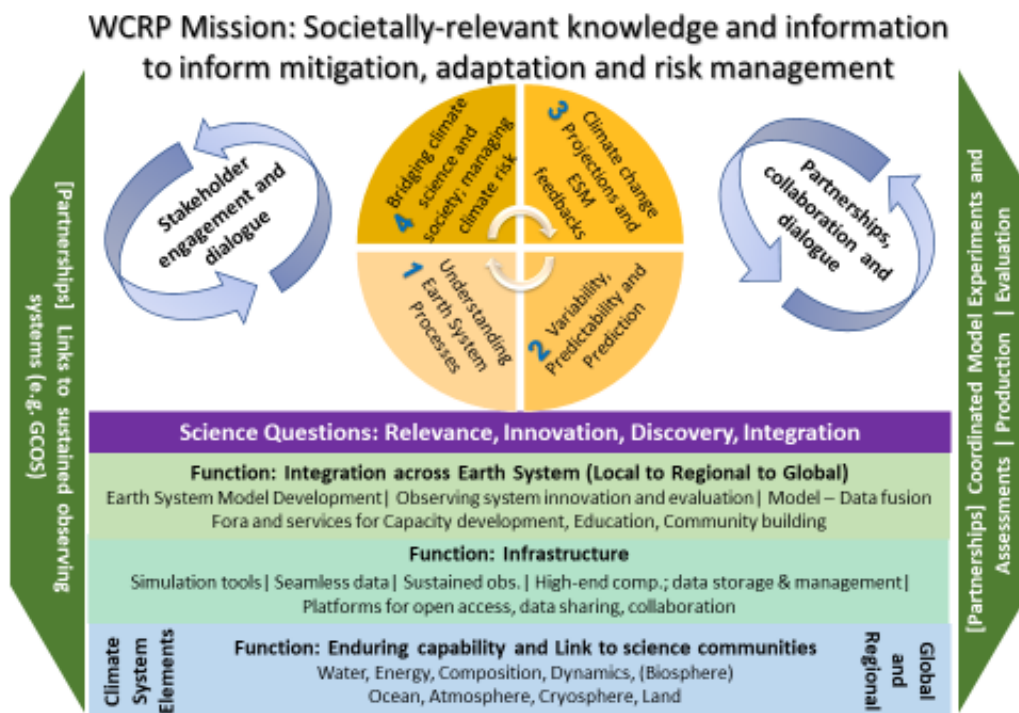 WCRP Mission: Societally-relevant knowledge and information
to inform mitigation, adaptation and risk management
[Partnerships] Links to sustained observing
systems (e.g. GCOS)
Stakeholder
engagement and
dialogue
4
Bridging climate
science and
society; managing
climate risk
3
Climate change
Projections and
ESM
feedbacks
1
Understanding
Earth System
Processes
2
Variability,
Predictability and
Prediction
Partnerships,
collaboration and
dialogue
[Partnerships] Coordinated Model Experiments and
Assessments | Production | Evaluation
Science Questions: Relevance, Innovation, Discovery, Integration
Function: Integration across Earth System (Local to Regional to Global)
Earth System Model Development| Observing system innovation and evaluation| Model – Data fusion
Fora and services for Capacity development, Education, Community building
Function: Infrastructure
Simulation tools| Seamless data| Sustained obs.| High-end comp.; data storage & management|
Platforms for open access, data sharing, collaboration
Climate
System
Elements
Function: Enduring capability and Link to science communities
Water, Energy, Composition, Dynamics, (Biosphere)
Ocean, Atmosphere, Cryosphere, Land
Global
and
Regional